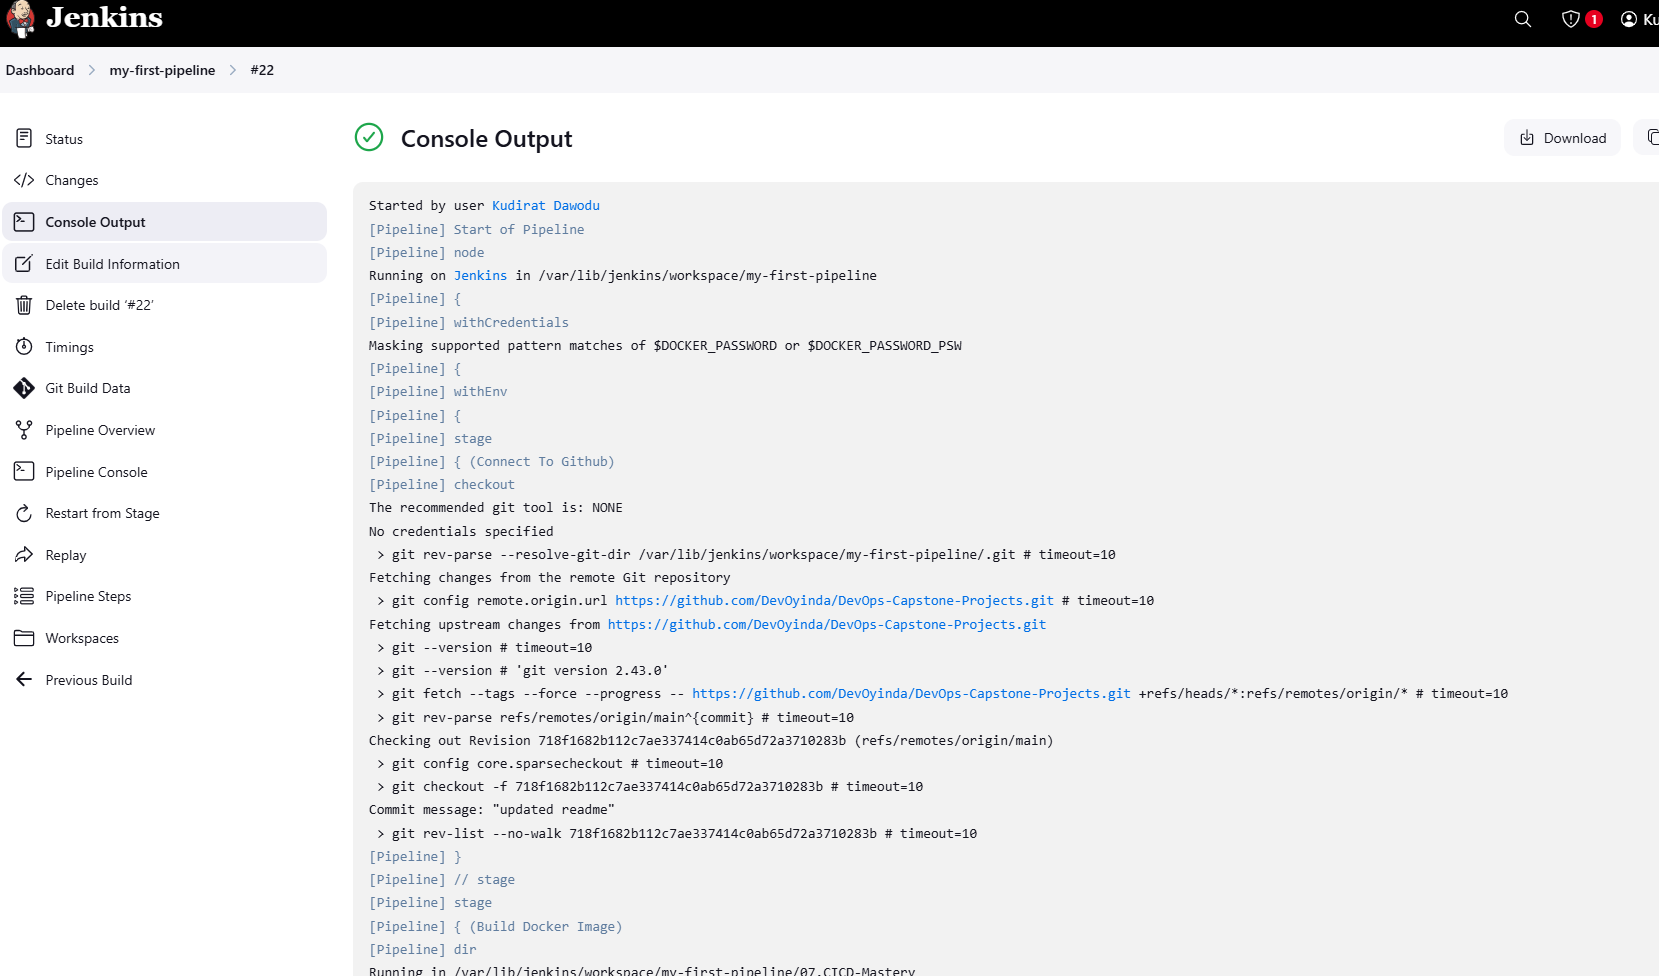 Jenkins
1
Ku
Dashboard
my-first-pipeline
#22
Status
Changes
Console Output
Edit Build Information
Delete build ‘#22’
Timings
Git Build Data
Pipeline Overview
Pipeline Console
Restart from Stage
Replay
Pipeline Steps
Workspaces
Previous Build
Console Output
Download
Started by user Kudirat Dawodu
[Pipeline] Start of Pipeline
[Pipeline] node
Running on Jenkins in /var/lib/jenkins/workspace/my-first-pipeline
[Pipeline] {
[Pipeline] withCredentials
Masking supported pattern matches of $DOCKER_PASSWORD or $DOCKER_PASSWORD_PSW
[Pipeline] {
[Pipeline] withEnv
[Pipeline] {
[Pipeline] stage
[Pipeline] { (Connect To Github)
[Pipeline] checkout
The recommended git tool is: NONE
No credentials specified
> git rev-parse --resolve-git-dir /var/lib/jenkins/workspace/my-first-pipeline/.git # timeout=10
Fetching changes from the remote Git repository
> git config remote.origin.url https://github.com/DevOyinda/DevOps-Capstone-Projects.git # timeout=10
Fetching upstream changes from https://github.com/DevOyinda/DevOps-Capstone-Projects.git
> git --version # timeout=10
> git --version # 'git version 2.43.0'
> git fetch --tags --force --progress -- https://github.com/DevOyinda/DevOps-Capstone-Projects.git +refs/heads/*:refs/remotes/origin/* # timeout=10
> git rev-parse refs/remotes/origin/main^{commit} # timeout=10
Checking out Revision 718f1682b112c7ae337414c0ab65d72a3710283b (refs/remotes/origin/main)
> git config core.sparsecheckout # timeout=10
> git checkout -f 718f1682b112c7ae337414c0ab65d72a3710283b # timeout=10
Commit message: "updated readme"
> git rev-list --no-walk 718f1682b112c7ae337414c0ab65d72a3710283b # timeout=10
[Pipeline] }
[Pipeline] // stage
[Pipeline] stage
[Pipeline] { (Build Docker Image)
[Pipeline] dir
Running in /var/lib/jenkins/workspace/my-first-pipeline/07.CICD-Mastery